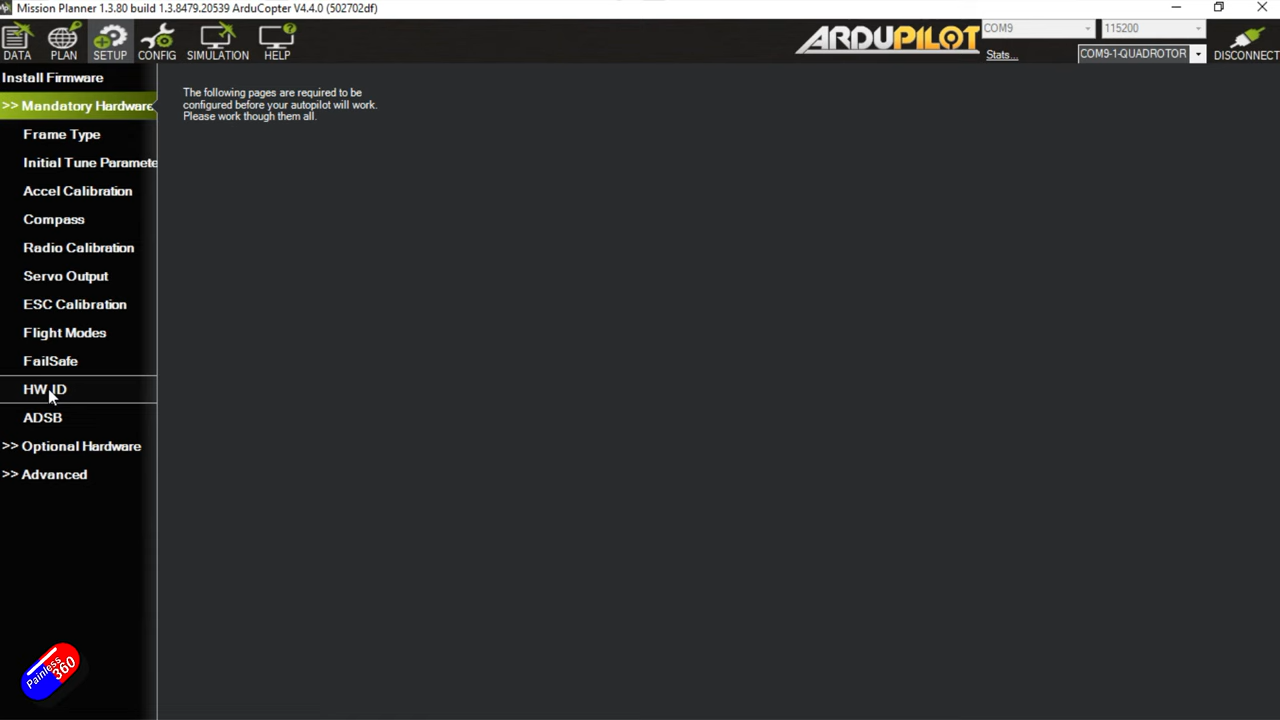 Mission Planner 1.3.80 build 1.3.8479.20539 ArduCopter V4.4.0 (502702df)
DATA PLAN SETUP CONFIG SIMULATION HELP
ARDUPILOT
COM9 115200
Stats... COM9-1-QUADROTOR DISCONNECT
Install Firmware
>> Mandatory Hardware
Frame Type
Initial Tune Paramete
Accel Calibration
Compass
Radio Calibration
Servo Output
ESC Calibration
Flight Modes
FailSafe
HW ID
ADSB
>> Optional Hardware
>> Advanced
The following pages are required to be
configured before your autopilot will work.
Please work though them all.
Painless
360